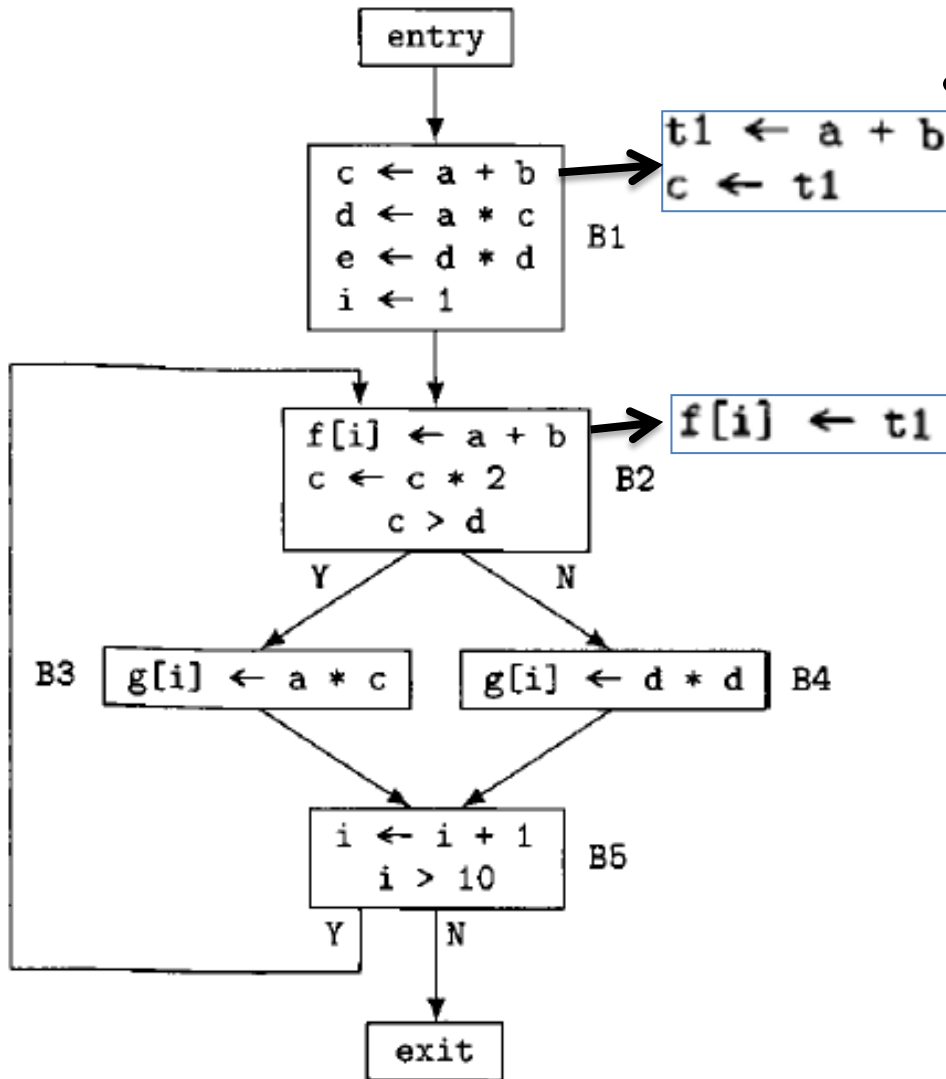 entry
c ← a + b
d ← a * c
e ← d * d
i ← 1
B1
t1 ← a + b
c ← t1
f[i] ← a + b
c ← c * 2
c > d
B2
f[i] ← t1
Y
N
B3
g[i] ← a * c
g[i] ← d * d
B4
i ← i + 1
i > 10
B5
Y
N
exit